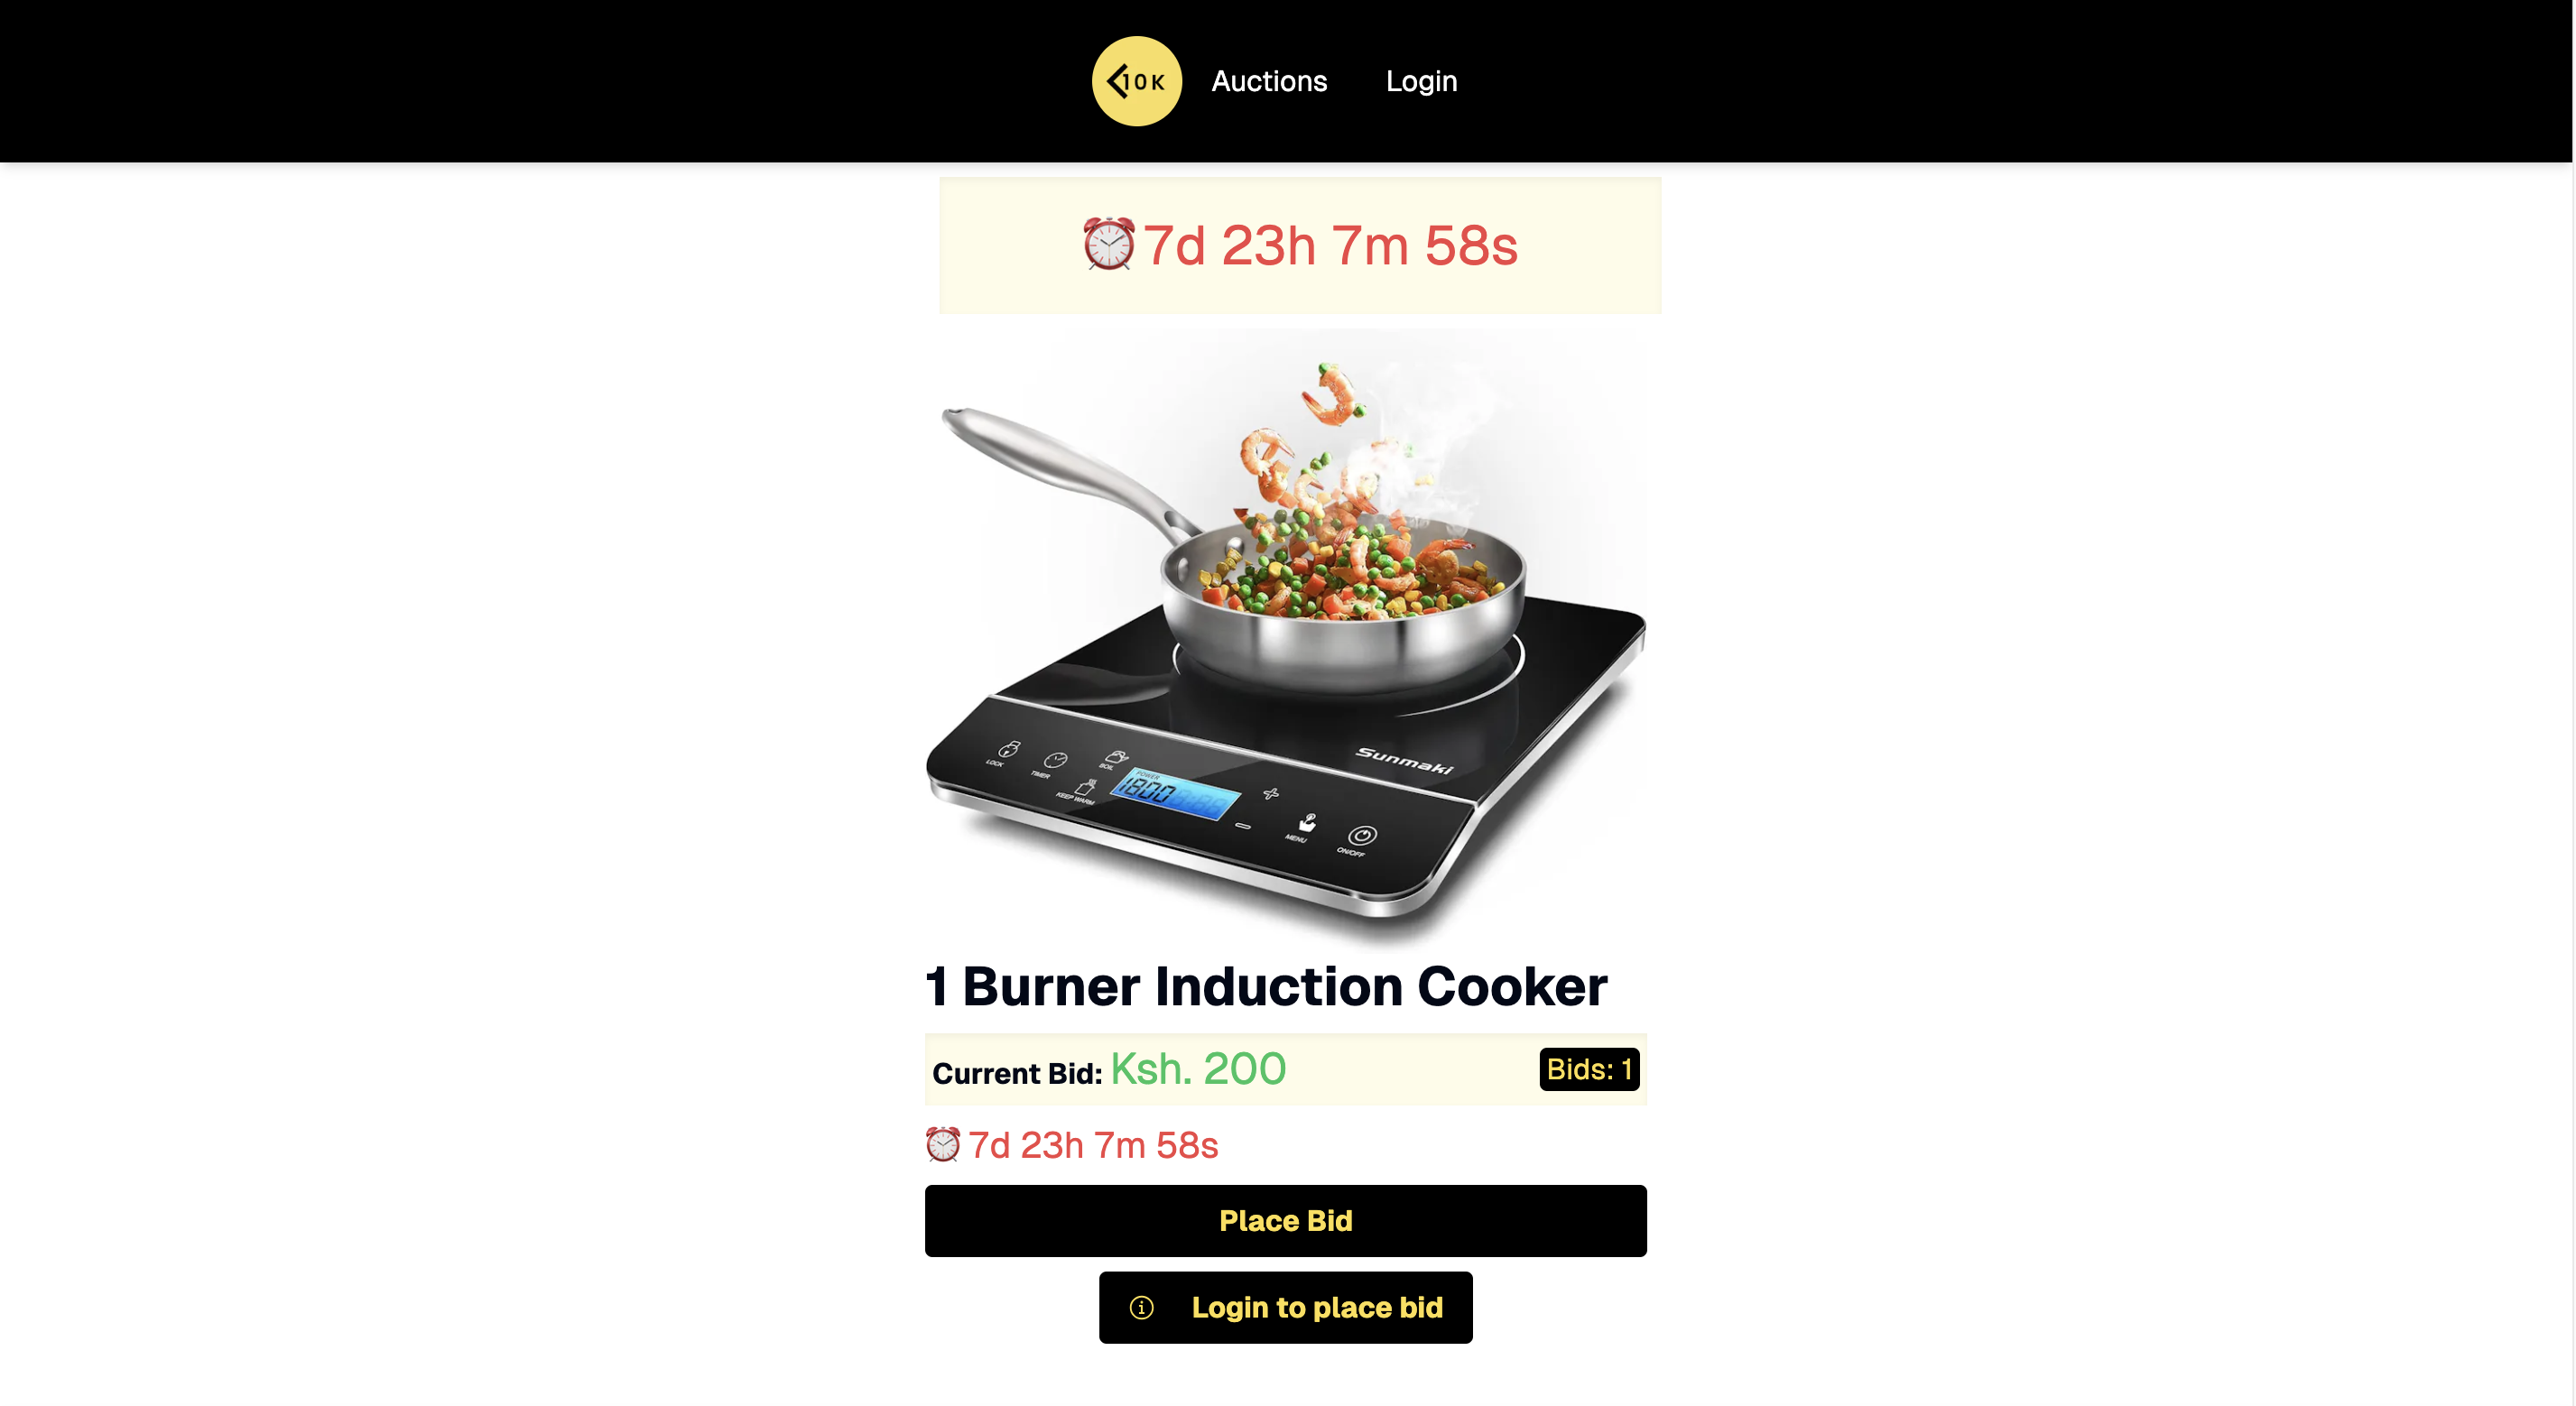 10K
Auctions
Login
7d 23h 7m 58s
LOCK
TIMER
BOIL
KEEP WARM
POWER
1800
MENU
ON/OFF
Sunmaki
1 Burner Induction Cooker
Current Bid: Ksh. 200
Bids: 1
7d 23h 7m 58s
Place Bid
Login to place bid